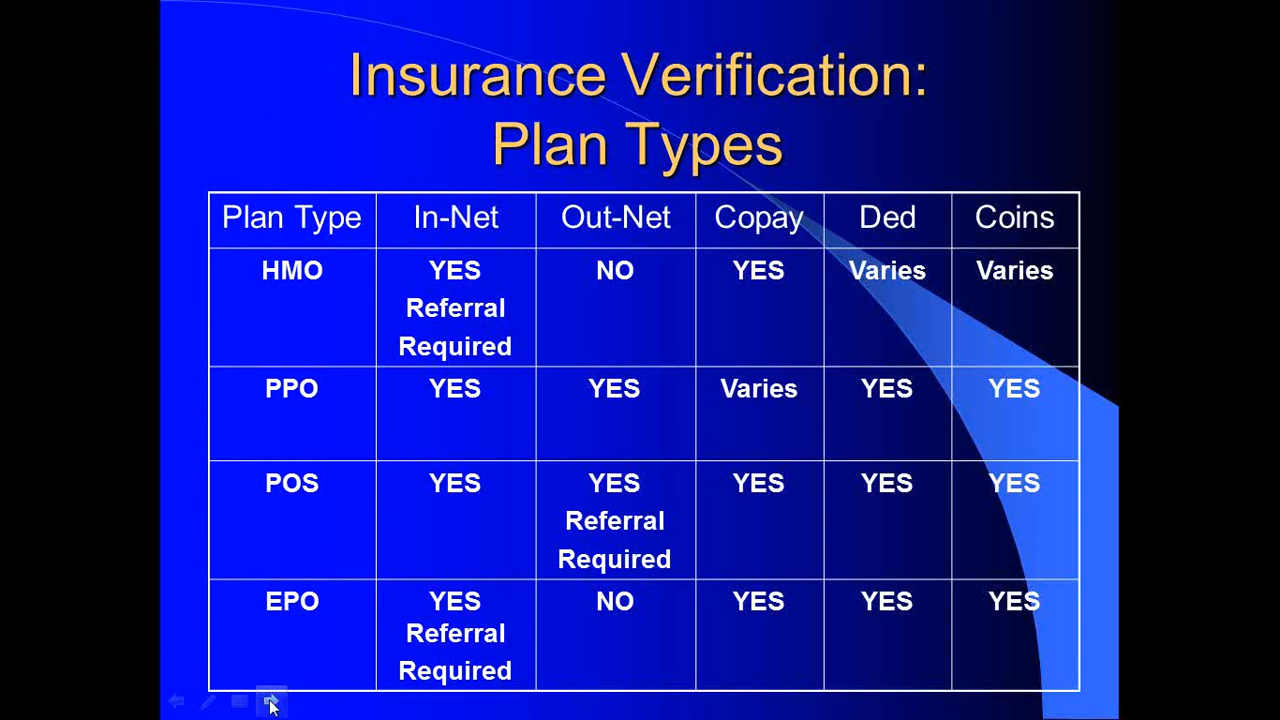 Insurance Verification:
Plan Types
Plan Type In-Net Out-Net Copay Ded Coins
HMO YES NO YES Varies Varies
Referral
Required
PPO YES YES Varies YES YES
POS YES YES YES YES YES
Referral
Required
EPO YES NO YES YES YES
Referral
Required